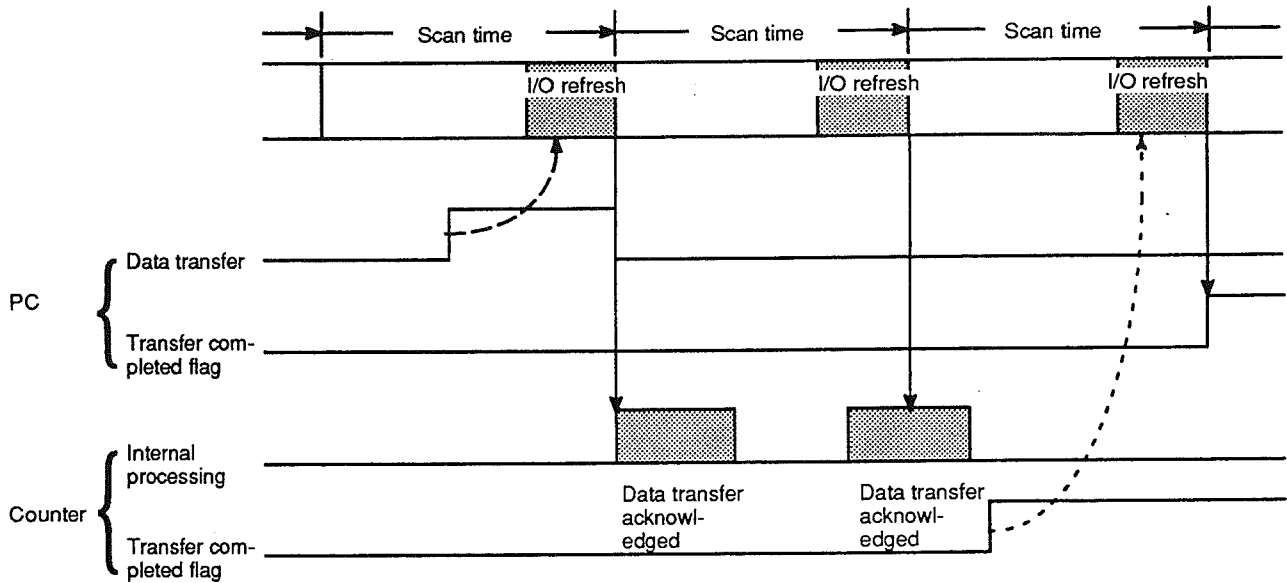 Scan time
Scan time
Scan time
I/O refresh
I/O refresh
I/O refresh
PC
Data transfer
Transfer com-
pleted flag
Counter
Internal
processing
Data transfer
acknowl-
edged
Data transfer
acknowl-
edged
Transfer com-
pleted flag